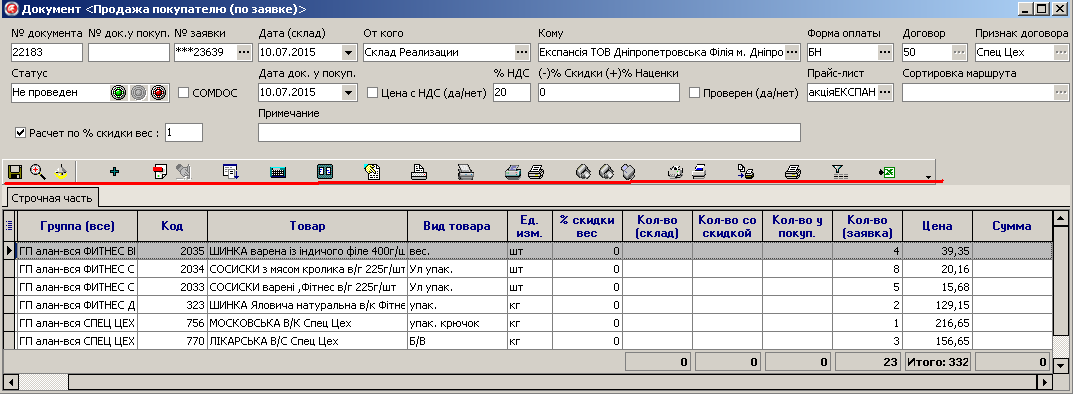 Документ <Продажа покупателю (по заявке)>
№ документа № док.у покуп. № заявки Дата (склад) От кого Кому Форма оплаты Договор Признак договора
22183 ***23639 ... 10.07.2015 Склад Реализации ... Експансія ТОВ Дніпропетровська Філія м. Дніпро ... БН ... 50 ... Спец Цех ...
Статус Дата док. у покуп. % НДС (-)% Скидки (+)% Наценки Прайс-лист Сортировка маршрута
Не проведен COMDOC 10.07.2015 Цена с НДС (да/нет) 20 0 Проверен (да/нет) акціяЕКСПАН ... ...
Примечание
Расчет по % скидки вес : 1
Строчная часть
Группа (все) Код Товар Вид товара Ед. изм. % скидки вес Кол-во (склад) Кол-во со скидкой Кол-во у покуп. Кол-во (заявка) Цена Сумма
ГП алан-вся ФИТНЕС ВІ 2035 ШИНКА варена із індичого філе 400г/ш вес. шт 0 4 39,35
ГП алан-вся ФИТНЕС С 2034 СОСИСКИ з мясом кролика в/г 225г/шт Ул упак. шт 0 8 20,16
ГП алан-вся ФИТНЕС С 2033 СОСИСКИ варені ,Фітнес в/г 225г/шт Ул упак. шт 0 5 15,68
ГП алан-вся ФИТНЕС Д 323 ШИНКА Яловича натуральна в/к Фітне упак. кг 0 2 129,15
ГП алан-вся СПЕЦ ЦЕХ 756 МОСКОВСЬКА В/К Спец Цех упак. крючок кг 0 1 216,65
ГП алан-вся СПЕЦ ЦЕХ 770 ЛІКАРСЬКА В/С Спец Цех Б/В кг 0 3 156,65
0 0 0 23 Итого: 332 0